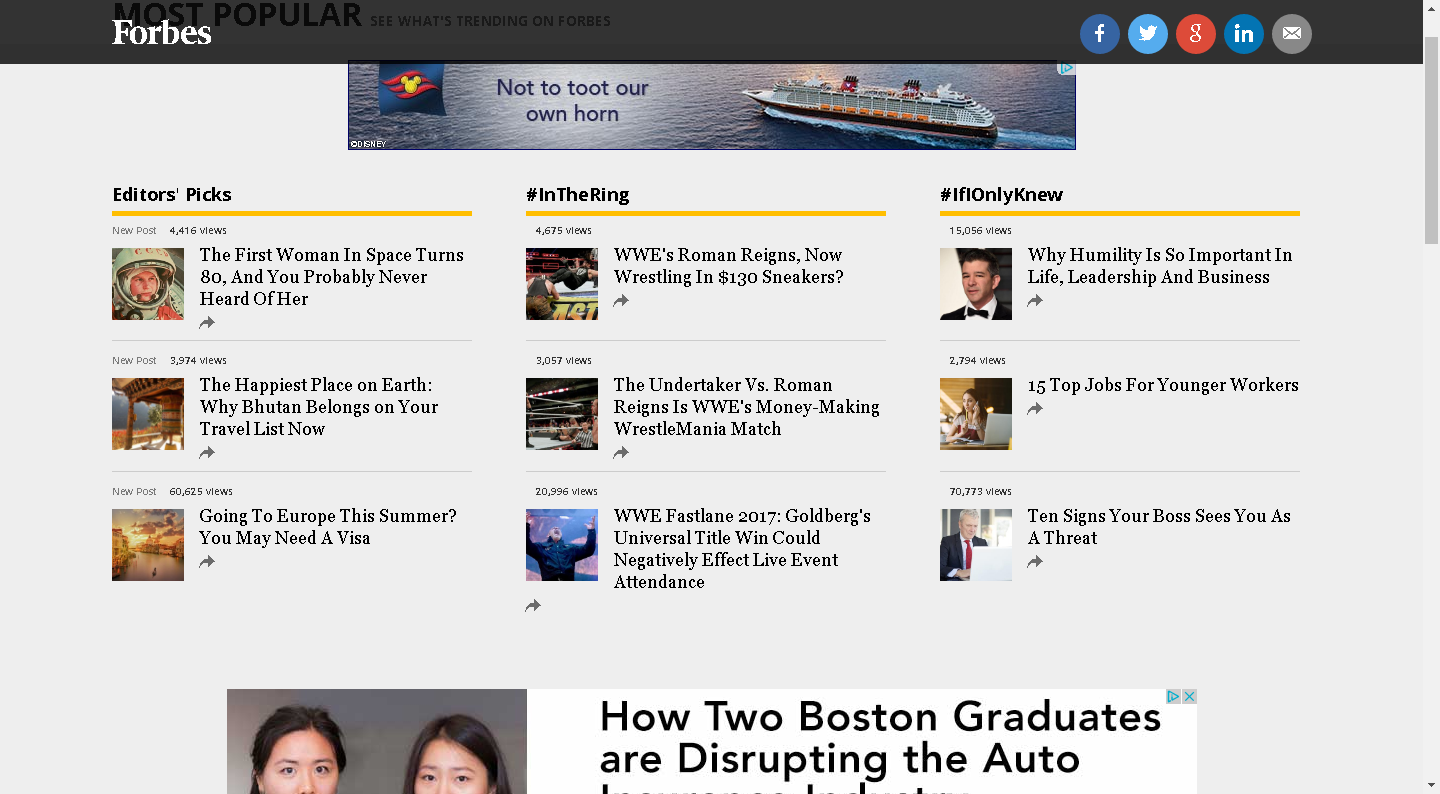 MOST POPULAR SEE WHAT'S TRENDING ON FORBES
Forbes
Not to toot our
own horn
©DISNEY
Editors' Picks
New Post 4,416 views
The First Woman In Space Turns
80, And You Probably Never
Heard Of Her
New Post 3,974 views
The Happiest Place on Earth:
Why Bhutan Belongs on Your
Travel List Now
New Post 60,625 views
Going To Europe This Summer?
You May Need A Visa
#InTheRing
4,675 views
WWE's Roman Reigns, Now
Wrestling In $130 Sneakers?
3,057 views
The Undertaker Vs. Roman
Reigns Is WWE's Money-Making
WrestleMania Match
20,996 views
WWE Fastlane 2017: Goldberg's
Universal Title Win Could
Negatively Effect Live Event
Attendance
#IfIOnlyKnew
15,056 views
Why Humility Is So Important In
Life, Leadership And Business
2,794 views
15 Top Jobs For Younger Workers
70,773 views
Ten Signs Your Boss Sees You As
A Threat
How Two Boston Graduates
are Disrupting the Auto
Insurance Industry